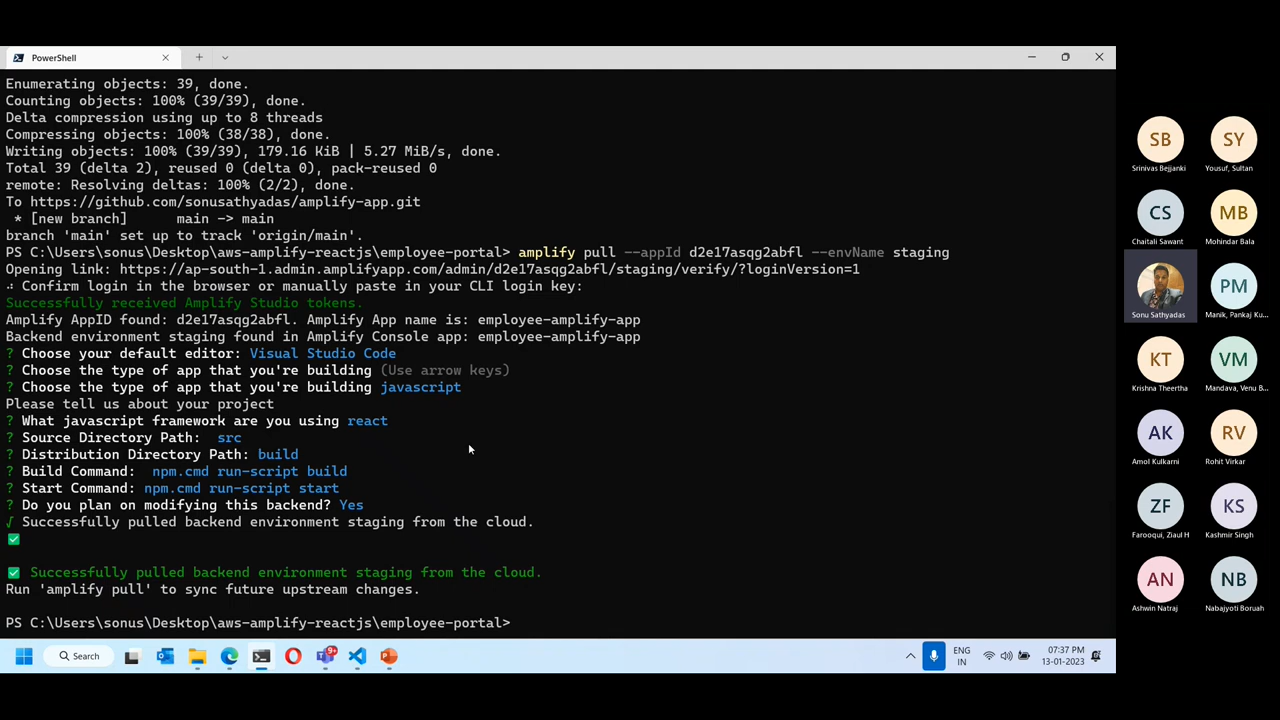 PowerShell
Enumerating objects: 39, done.
Counting objects: 100% (39/39), done.
Delta compression using up to 8 threads
Compressing objects: 100% (38/38), done.
Writing objects: 100% (39/39), 179.16 KiB | 5.27 MiB/s, done.
Total 39 (delta 2), reused 0 (delta 0), pack-reused 0
remote: Resolving deltas: 100% (2/2), done.
To https://github.com/sonusathyadas/amplify-app.git
 * [new branch]      main -> main
branch 'main' set up to track 'origin/main'.
PS C:\Users\sonus\Desktop\aws-amplify-reactjs\employee-portal> amplify pull --appId d2e17asqg2abfl --envName staging
Opening link: https://ap-south-1.admin.amplifyapp.com/admin/d2e17asqg2abfl/staging/verify/?loginVersion=1
Confirm login in the browser or manually paste in your CLI login key:
Successfully received Amplify Studio tokens.
Amplify AppID found: d2e17asqg2abfl. Amplify App name is: employee-amplify-app
Backend environment staging found in Amplify Console app: employee-amplify-app
? Choose your default editor: Visual Studio Code
? Choose the type of app that you're building (Use arrow keys)
? Choose the type of app that you're building javascript
Please tell us about your project
? What javascript framework are you using react
? Source Directory Path:  src
? Distribution Directory Path: build
? Build Command:  npm.cmd run-script build
? Start Command: npm.cmd run-script start
? Do you plan on modifying this backend? Yes
√ Successfully pulled backend environment staging from the cloud.
✅
✅ Successfully pulled backend environment staging from the cloud.
Run 'amplify pull' to sync future upstream changes.
PS C:\Users\sonus\Desktop\aws-amplify-reactjs\employee-portal>
Search
9+
ENG
IN
07:37 PM
13-01-2023
SB
Srinivas Bejjanki
SY
Yousuf, Sultan
CS
Chaitali Sawant
MB
Mohindar Bala
Sonu Sathyadas
PM
Manik, Pankaj Ku...
KT
Krishna Theertha
VM
Mandava, Venu B...
AK
Amol Kulkarni
RV
Rohit Virkar
ZF
Farooqui, Ziaul H
KS
Kashmir Singh
AN
Ashwin Natraj
NB
Nabajyoti Boruah